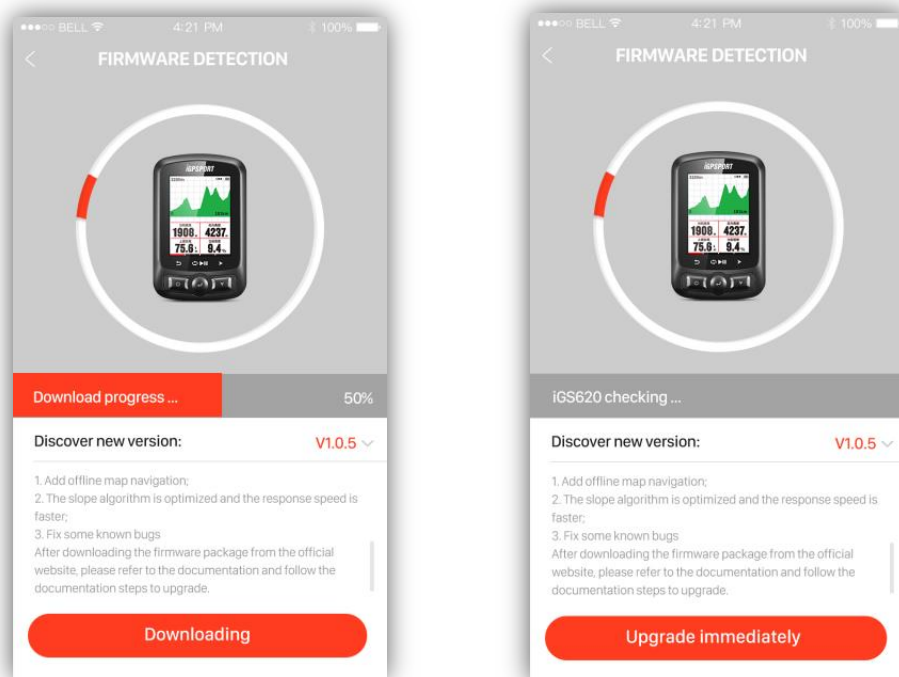 BELL 4:21 PM 100%
FIRMWARE DETECTION
iGPSPORT
1908 4237
75.6 9.4
Download progress ... 50%
Discover new version: V1.0.5
1. Add offline map navigation;
2. The slope algorithm is optimized and the response speed is
faster;
3. Fix some known bugs
After downloading the firmware package from the official
website, please refer to the documentation and follow the
documentation steps to upgrade.
Downloading
BELL 4:21 PM 100%
FIRMWARE DETECTION
iGPSPORT
1908 4237
75.6 9.4
iGS620 checking ...
Discover new version: V1.0.5
1. Add offline map navigation;
2. The slope algorithm is optimized and the response speed is
faster;
3. Fix some known bugs
After downloading the firmware package from the official
website, please refer to the documentation and follow the
documentation steps to upgrade.
Upgrade immediately